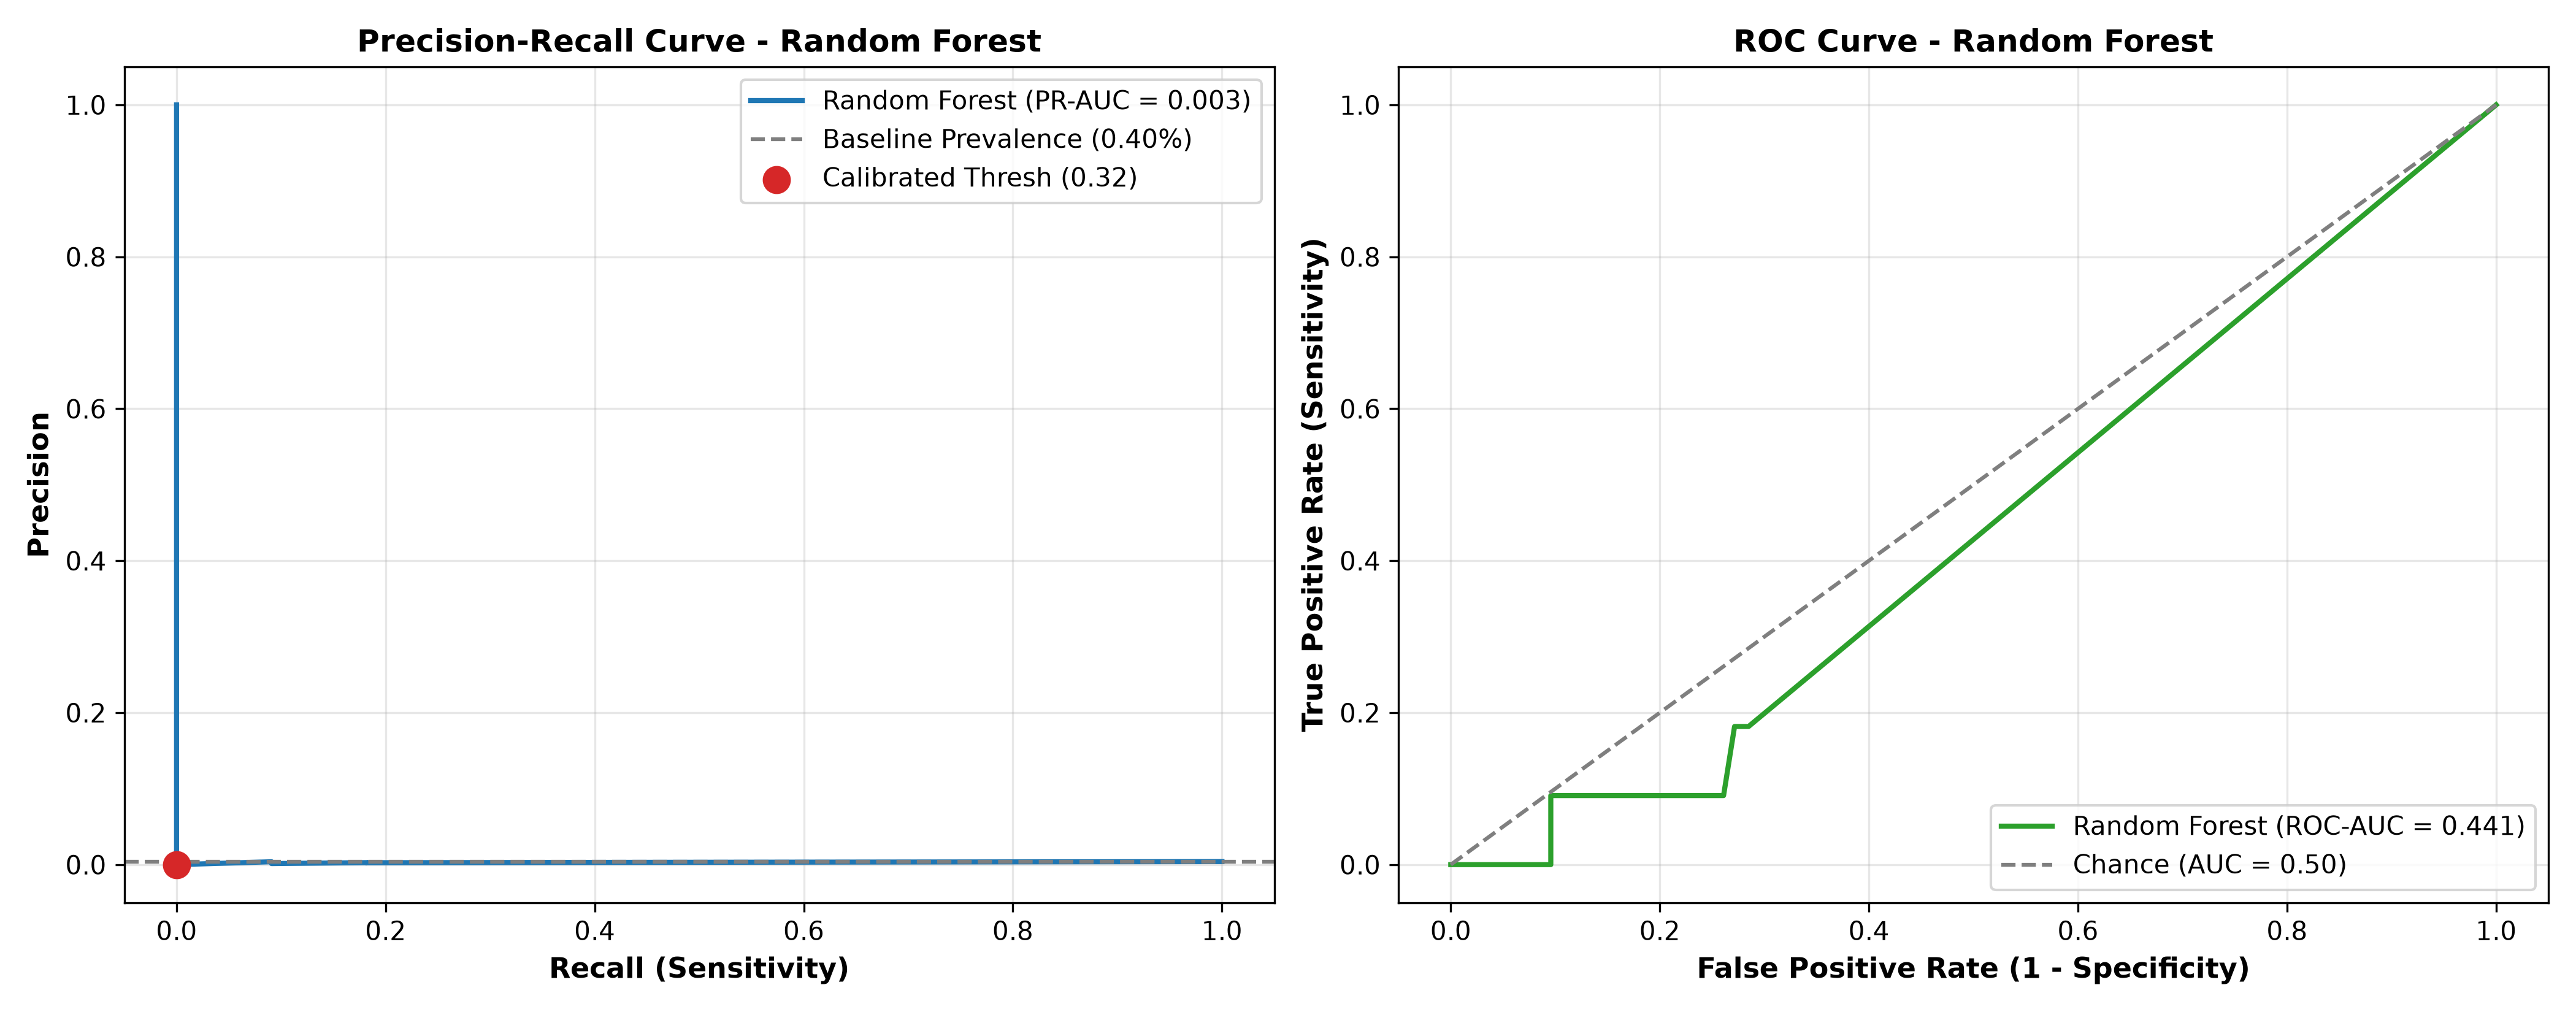 Precision-Recall Curve - Random Forest
Precision
1.0
0.8
0.6
0.4
0.2
0.0
0.0 0.2 0.4 0.6 0.8 1.0
Recall (Sensitivity)
Random Forest (PR-AUC = 0.003)
Baseline Prevalence (0.40%)
Calibrated Thresh (0.32)
ROC Curve - Random Forest
True Positive Rate (Sensitivity)
1.0
0.8
0.6
0.4
0.2
0.0
0.0 0.2 0.4 0.6 0.8 1.0
False Positive Rate (1 - Specificity)
Random Forest (ROC-AUC = 0.441)
Chance (AUC = 0.50)